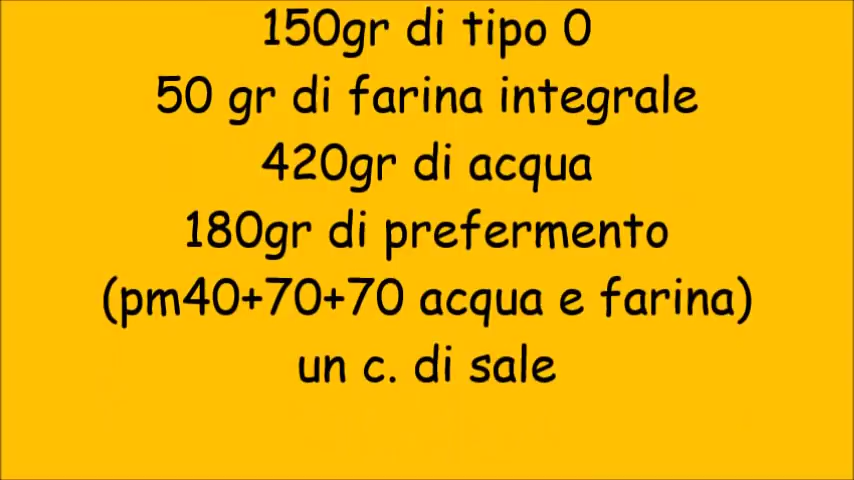 150gr di tipo 0
50 gr di farina integrale
420gr di acqua
180gr di prefermento
(pm40+70+70 acqua e farina)
un c. di sale